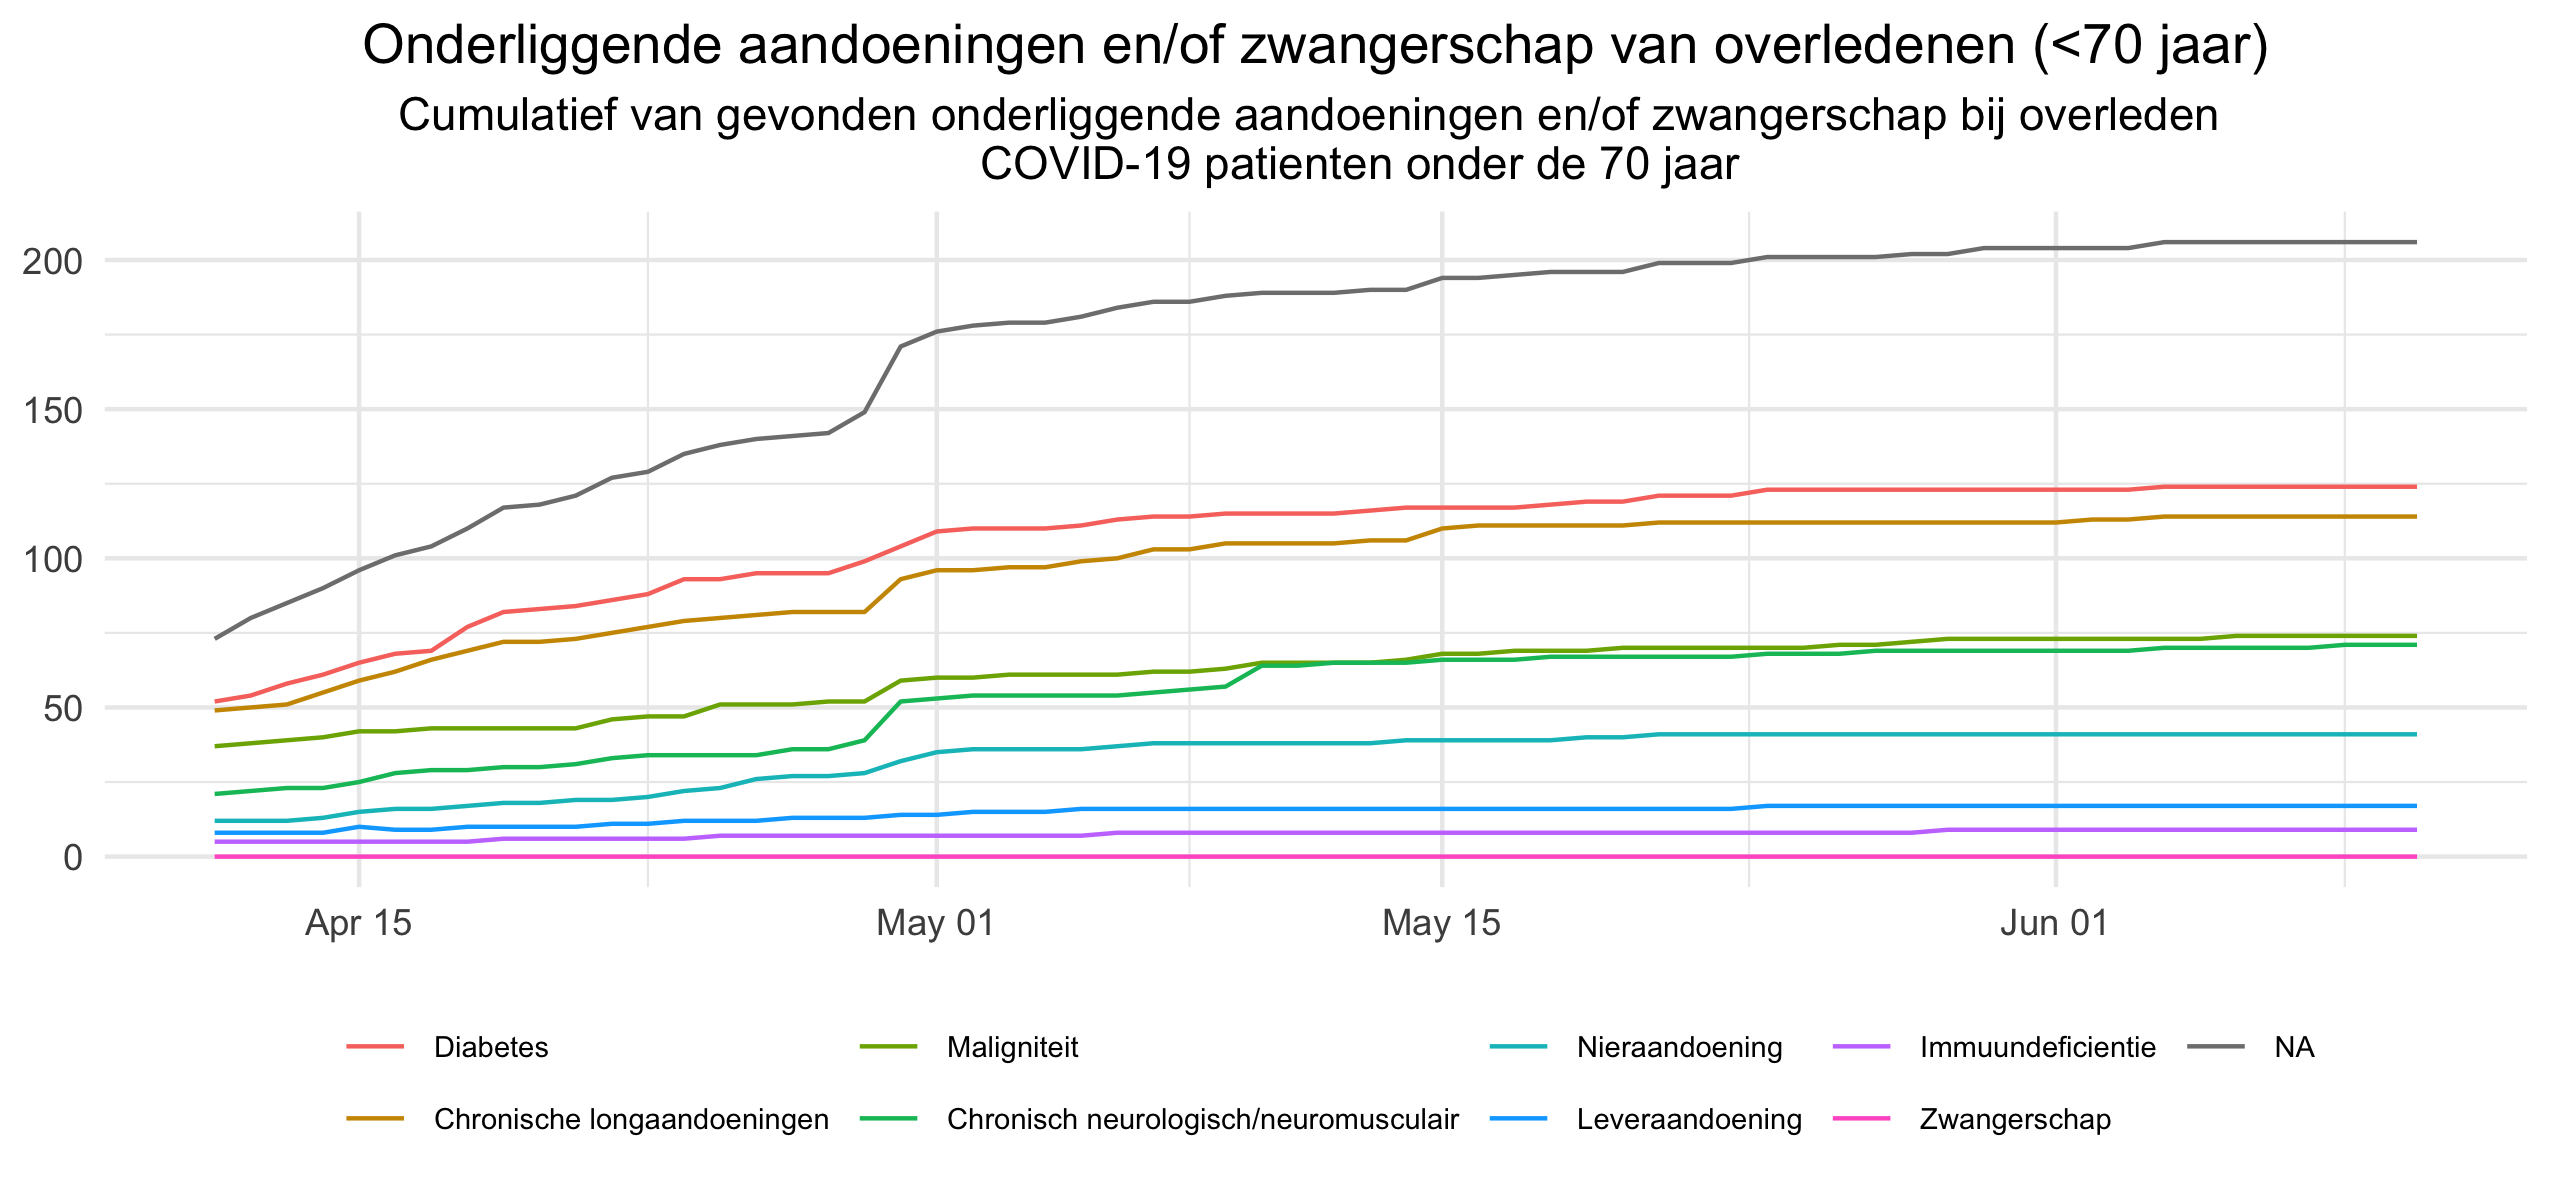 Onderliggende aandoeningen en/of zwangerschap van overledenen (<70 jaar)
Cumulatief van gevonden onderliggende aandoeningen en/of zwangerschap bij overleden
COVID-19 patienten onder de 70 jaar
200
150
100
50
0
Apr 15
May 01
May 15
Jun 01
Diabetes
Chronische longaandoeningen
Maligniteit
Chronisch neurologisch/neuromusculair
Nieraandoening
Leveraandoening
Immuundeficientie
Zwangerschap
NA